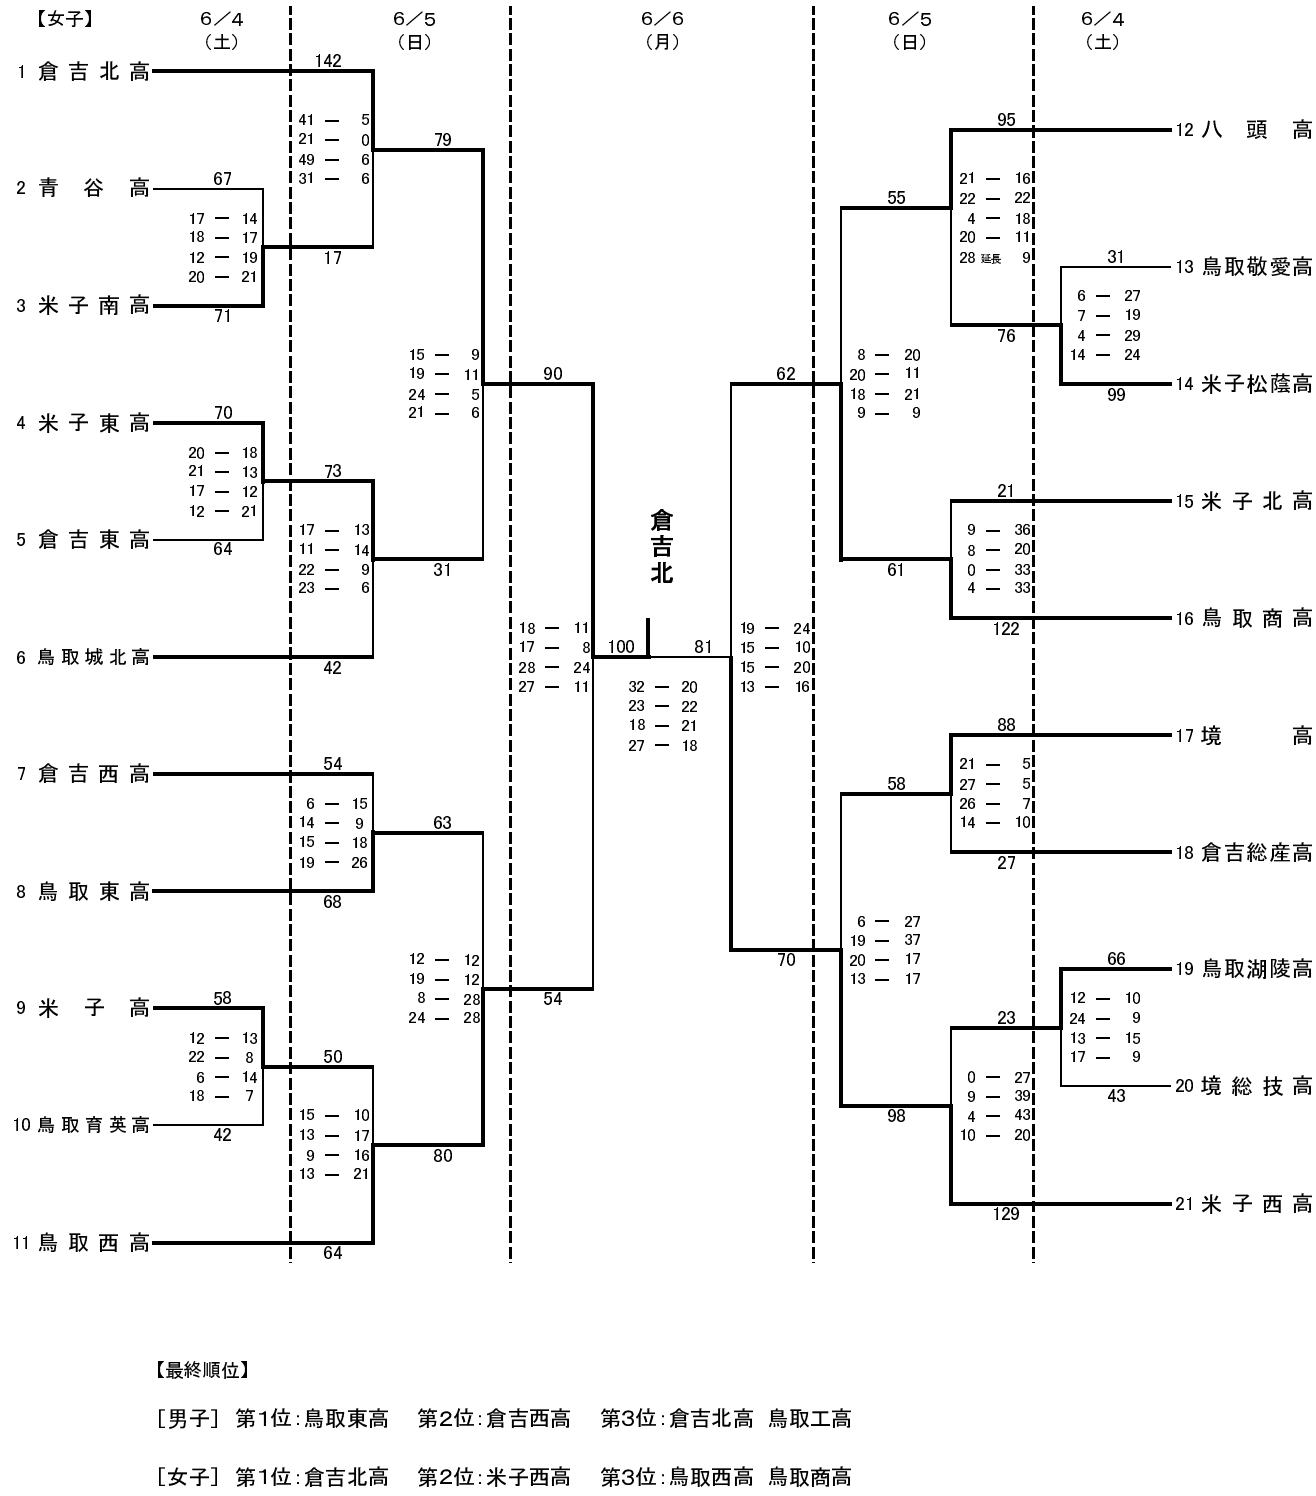 【女子】
6／4 6／5 6／6 6／5 6／4
（土） （日） （月） （日） （土）
142
1 倉吉北高
95
41 ― 5
12 八頭高
21 ― 0 79
49 ― 6
2 青谷高 67 31 ― 6 21 ― 16
22 ― 22 55
17 ― 14 4 ― 18
18 ― 17 20 ― 11
12 ― 19 17 28 延長 9 31
20 ― 21 13 鳥取敬愛高
3 米子南高 6 ― 27
71 7 ― 19
76 4 ― 29
15 ― 9 8 ― 20 14 ― 24
19 ― 11 90 62 20 ― 11
14 米子松蔭高
24 ― 5 18 ― 21 99
21 ― 6 9 ― 9
4 米子東高 70
20 ― 18
21 ― 13 73
17 ― 12 21
12 ― 21 15 米子北高
倉吉北
17 ― 13 9 ― 36
5 倉吉東高 11 ― 14 8 ― 20
64 22 ― 9 31 61 0 ― 33
23 ― 6 4 ― 33
16 鳥取商高
18 ― 11 19 ― 24 122
17 ― 8 100 81 15 ― 10
6 鳥取城北高 42 28 ― 24 15 ― 20
27 ― 11 13 ― 16
32 ― 20
23 ― 22
18 ― 21 88
17 境高
27 ― 18
7 倉吉西高 54 21 ― 5
27 ― 5 58
6 ― 15 26 ― 7
14 ― 9 63 14 ― 10
15 ― 18
19 ― 26 18 倉吉総産高
27
8 鳥取東高 68
6 ― 27
19 ― 37
12 ― 12 70 20 ― 17 66
19 鳥取湖陵高
19 ― 12 13 ― 17
8 ― 28 54 12 ― 10
9 米子高 58 24 ― 28 23 24 ― 9
12 ― 13 13 ― 15
22 ― 8 50 17 ― 9
6 ― 14 0 ― 27
20 境総技高
18 ― 7 9 ― 39 43
15 ― 10 4 ― 43
10 鳥取育英高 98
42 13 ― 17 10 ― 20
9 ― 16 80
13 ― 21
21 米子西高
129
11 鳥取西高
64
【最終順位】
［男子］ 第1位：鳥取東高 第2位：倉吉西高 第3位：倉吉北高 鳥取工高
［女子］ 第1位：倉吉北高 第2位：米子西高 第3位：鳥取西高 鳥取商高